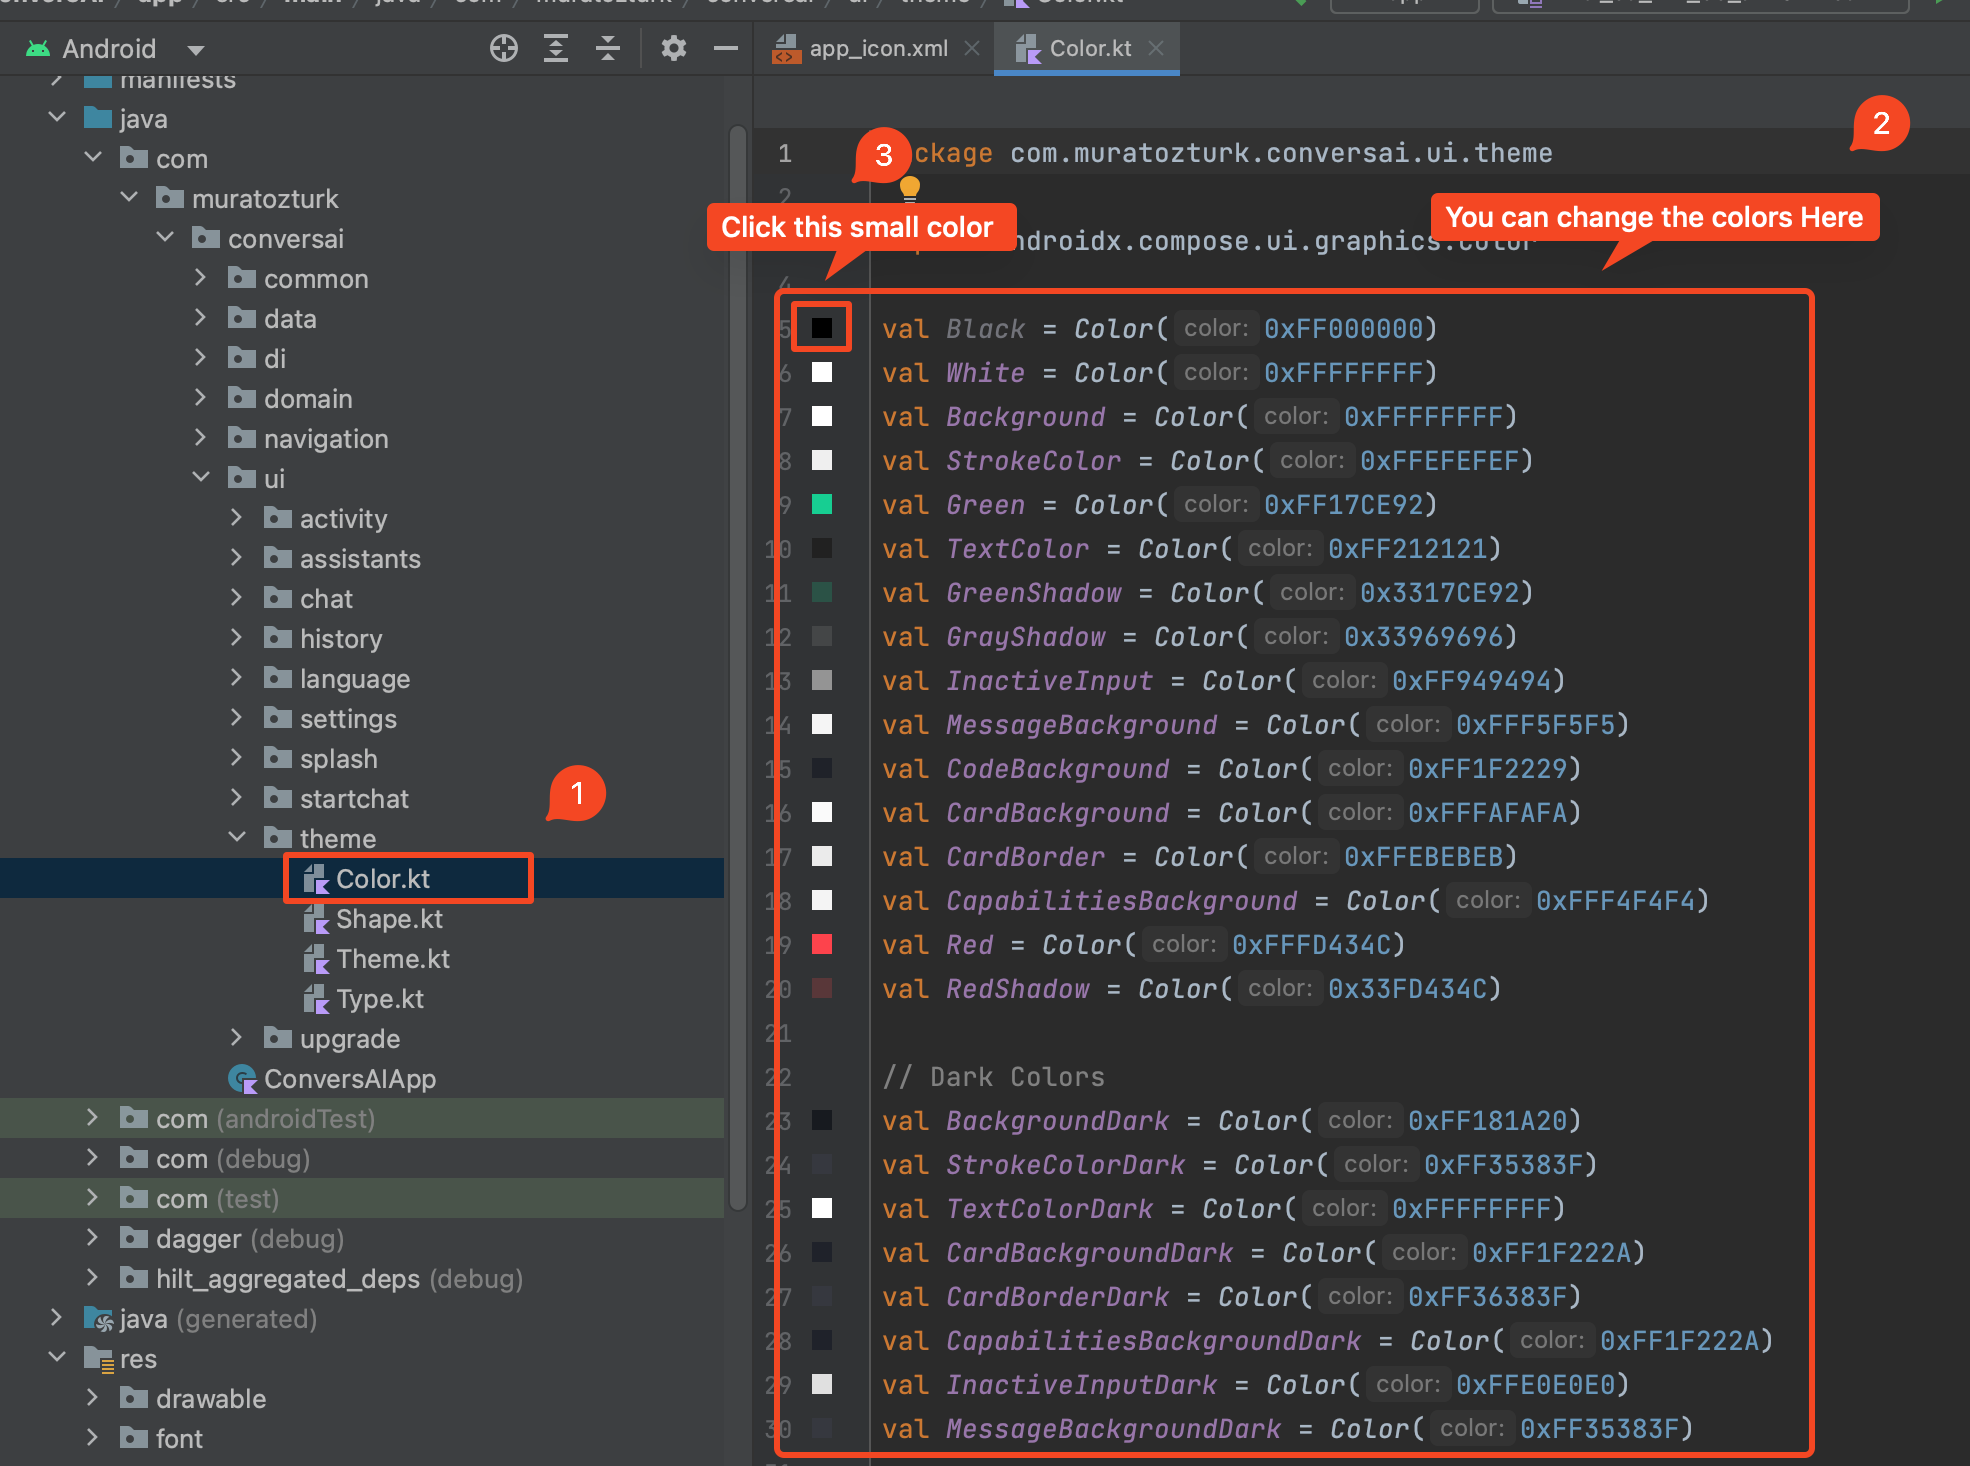 Android
app_icon.xml
Color.kt
manifests
java
com
muratozturk
conversai
common
data
di
domain
navigation
ui
activity
assistants
chat
history
language
settings
splash
startchat
theme
Color.kt
Shape.kt
Theme.kt
Type.kt
upgrade
ConversAIApp
com (androidTest)
com (debug)
com (test)
dagger (debug)
hilt_aggregated_deps (debug)
java (generated)
res
drawable
font
1
2
3
Click this small color
You can change the colors Here
1 ckage com.muratozturk.conversai.ui.theme
2
ndroidx.compose.ui.graphics.Color
4
5 val Black = Color( color: 0xFF000000)
6 val White = Color( color: 0xFFFFFFFF)
7 val Background = Color( color: 0xFFFFFFFF)
8 val StrokeColor = Color( color: 0xFFEFEFEF)
9 val Green = Color( color: 0xFF17CE92)
10 val TextColor = Color( color: 0xFF212121)
11 val GreenShadow = Color( color: 0x3317CE92)
12 val GrayShadow = Color( color: 0x33969696)
13 val InactiveInput = Color( color: 0xFF949494)
14 val MessageBackground = Color( color: 0xFFF5F5F5)
15 val CodeBackground = Color( color: 0xFF1F2229)
16 val CardBackground = Color( color: 0xFFFAFAFA)
17 val CardBorder = Color( color: 0xFFEBEBEB)
18 val CapabilitiesBackground = Color( color: 0xFFF4F4F4)
19 val Red = Color( color: 0xFFFD434C)
20 val RedShadow = Color( color: 0x33FD434C)
21
22 // Dark Colors
23 val BackgroundDark = Color( color: 0xFF181A20)
24 val StrokeColorDark = Color( color: 0xFF35383F)
25 val TextColorDark = Color( color: 0xFFFFFFFF)
26 val CardBackgroundDark = Color( color: 0xFF1F222A)
27 val CardBorderDark = Color( color: 0xFF36383F)
28 val CapabilitiesBackgroundDark = Color( color: 0xFF1F222A)
29 val InactiveInputDark = Color( color: 0xFFE0E0E0)
30 val MessageBackgroundDark = Color( color: 0xFF35383F)